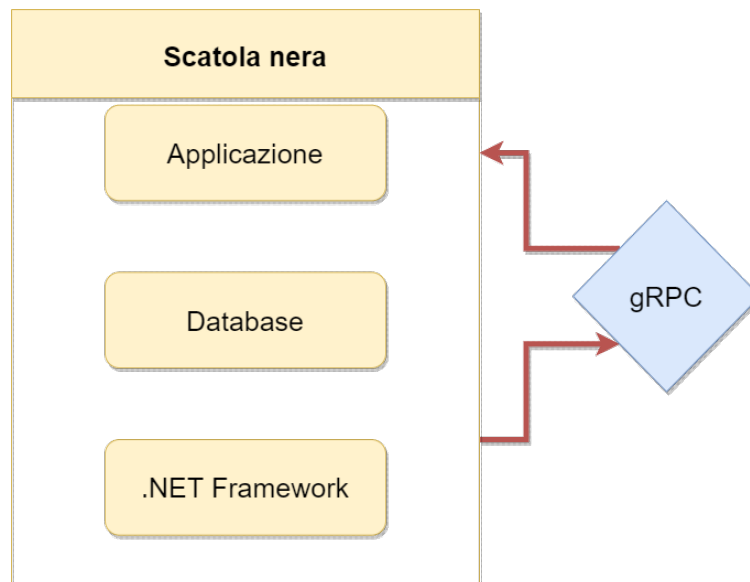 Scatola nera
Applicazione
gRPC
Database
.NET Framework